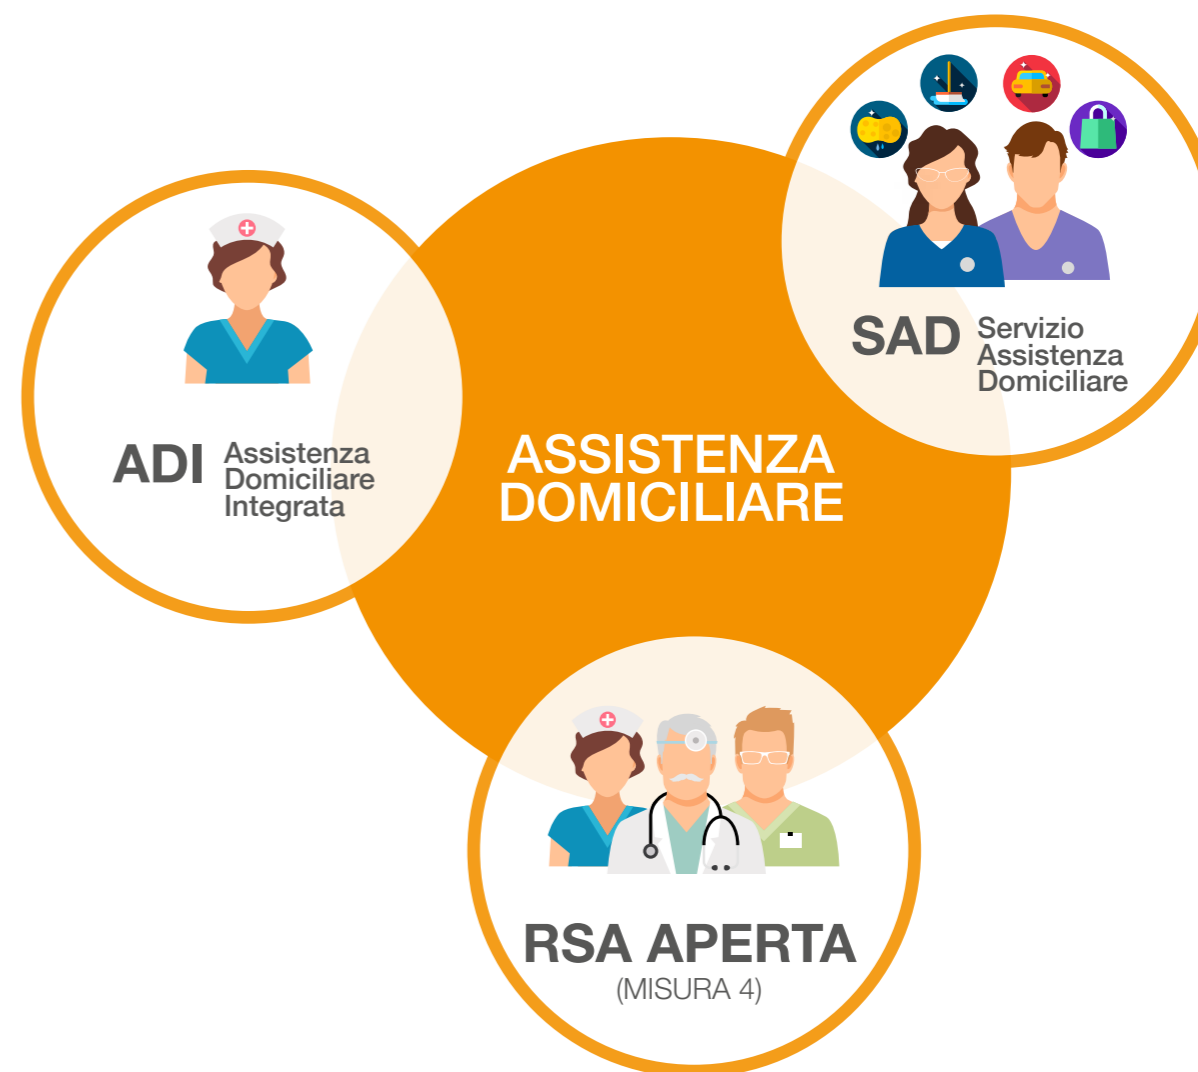 SAD Servizio
Assistenza
Domiciliare
ADI Assistenza
Domiciliare
Integrata
ASSISTENZA
DOMICILIARE
RSA APERTA
(MISURA 4)